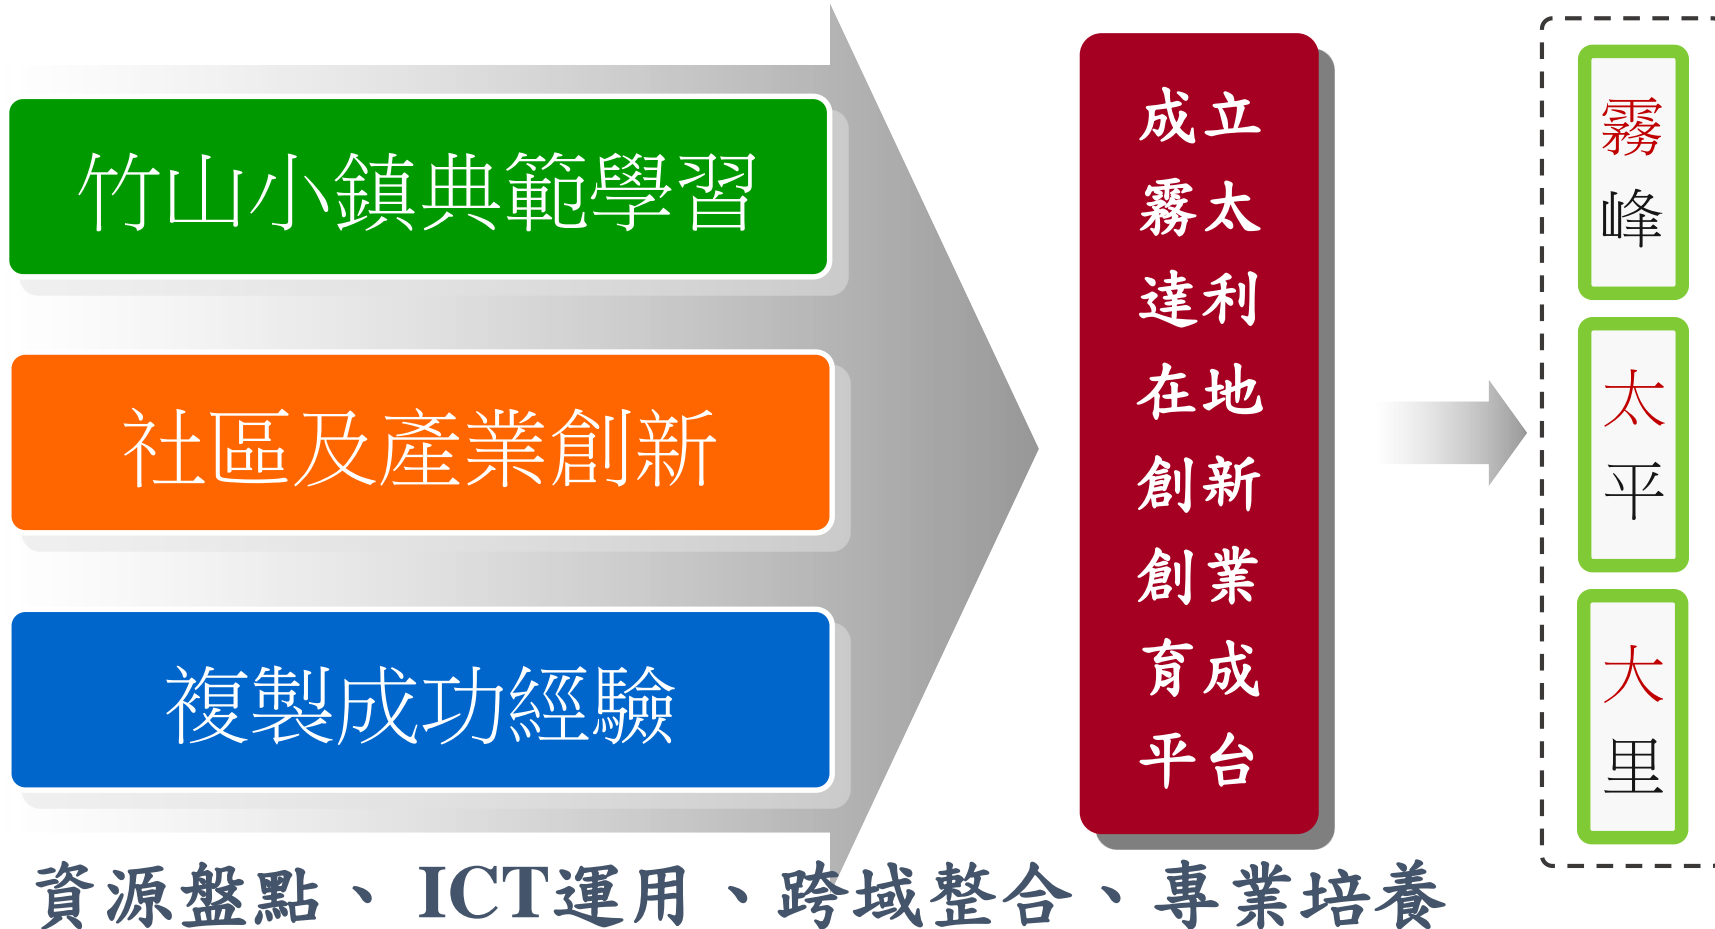 竹山小鎮典範學習
社區及產業創新
複製成功經驗
成立
霧太
達利
在地
創新
創業
育成
平台
霧
峰
太
平
大
里
資源盤點、ICT運用、跨域整合、專業培養